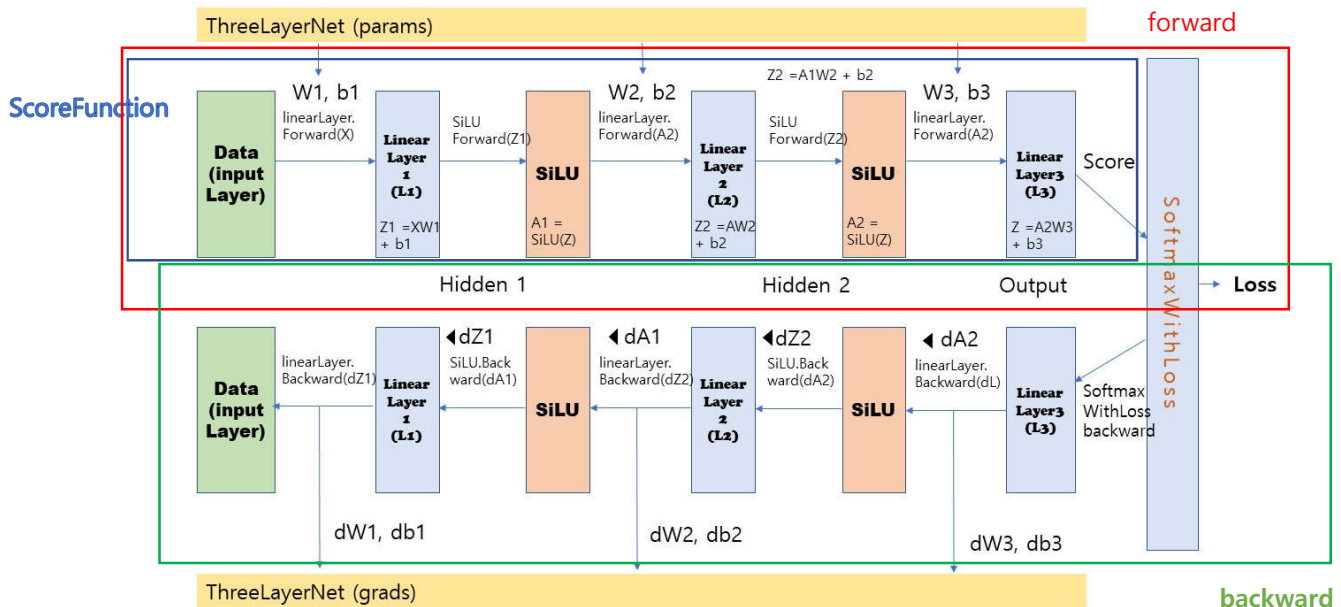 ThreeLayerNet (params)
forward
ScoreFunction
W1, b1
linearLayer.
Forward(X)
SiLU
Forward(Z1)
W2, b2
linearLayer.
Forward(A2)
Z2 =A1W2 + b2
SiLU
Forward(Z2)
W3, b3
linearLayer.
Forward(A2)
Score
Data
(input
Layer)
Linear
Layer
1
(L1)
Z1 =XW1
+ b1
SiLU
A1 =
SiLU(Z)
Linear
Layer
2
(L2)
Z2 =AW2
+ b2
SiLU
A2 =
SiLU(Z)
Linear
Layer3
(L3)
Z =A2W3
+ b3
SoftmaxWithLoss
Hidden 1
Hidden 2
Output
Loss
Data
(input
Layer)
linearLayer.
Backward(dZ1)
Linear
Layer
1
(L1)
◀dZ1
SiLU.Back
ward(dA1)
SiLU
◀dA1
linearLayer.
Backward(dZ2)
Linear
Layer
2
(L2)
◀dZ2
SiLU.Back
ward(dA2)
SiLU
◀ dA2
linearLayer.
Backward(dL)
Linear
Layer3
(L3)
Softmax
WithLoss
backward
dW1, db1
dW2, db2
dW3, db3
ThreeLayerNet (grads)
backward